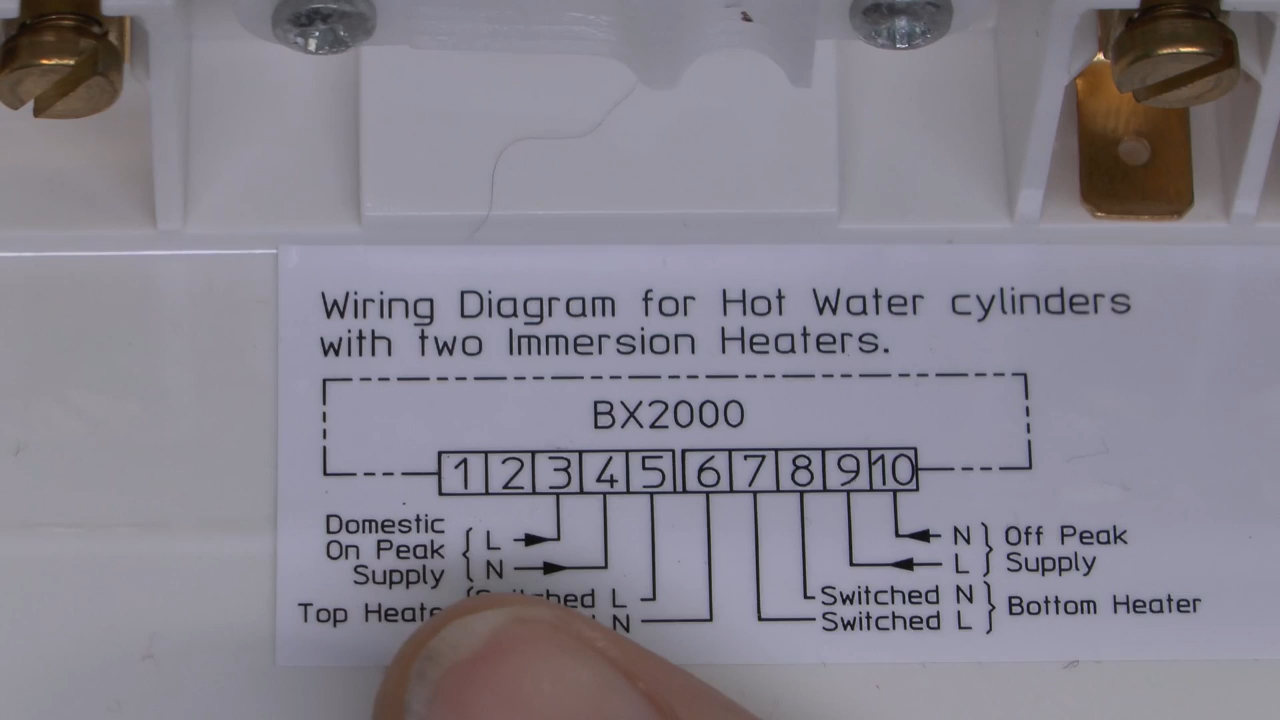 Wiring Diagram for Hot Water cylinders
with two Immersion Heaters.
BX2000
1 2 3 4 5 6 7 8 9 10
Domestic
On Peak
Supply
L
N
Top
L
N
N
L
Off Peak
Supply
Switched N
Switched L
Bottom Heater